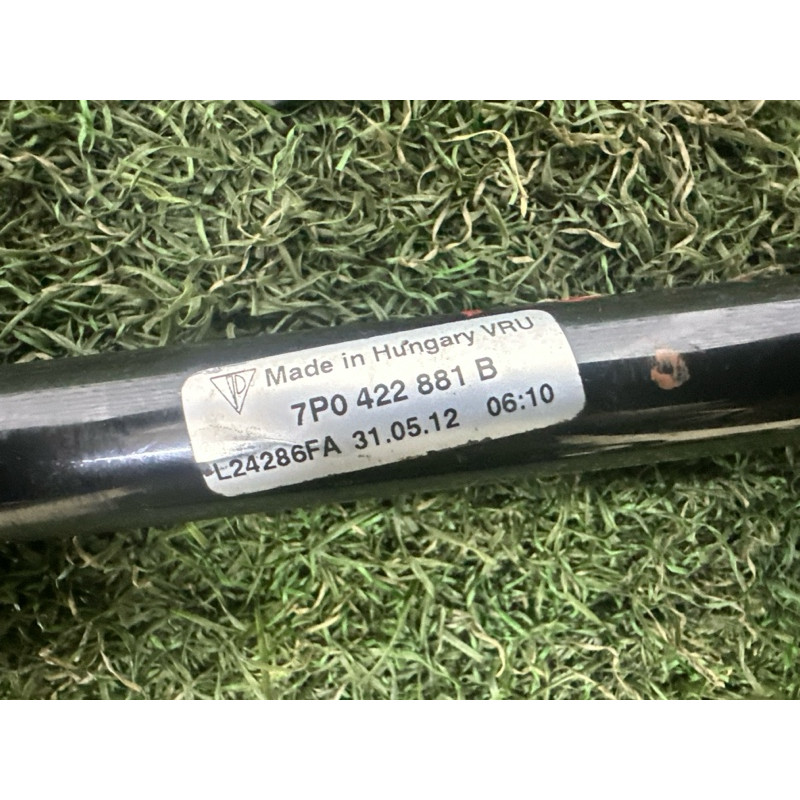 Made in Hungary VRU
7P0 422 881 B
L24286FA 31.05.12 06:10